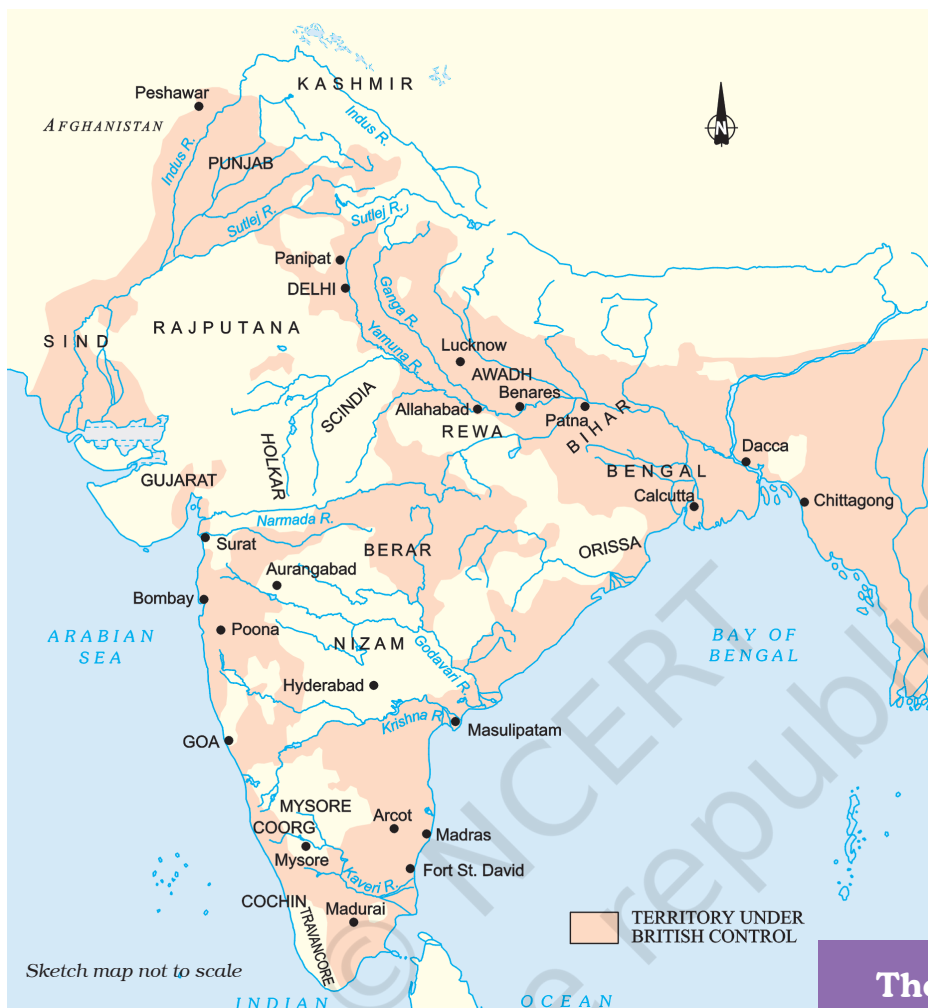 KASHMIR
Peshawar
AFGHANISTAN
Indus R.
Indus R.
N
PUNJAB
Sutlej R.
Sutlej R.
Panipat
DELHI
Ganga R.
RAJPUTANA
SIND
Yamuna R.
Lucknow
AWADH
Benares
SCINDIA
Allahabad
Patna
BIHAR
REWA
HOLKAR
Dacca
BENGAL
GUJARAT
Calcutta
Chittagong
Narmada R.
Surat
BERAR
ORISSA
Aurangabad
Bombay
Poona
ARABIAN
SEA
BAY OF
BENGAL
NIZAM
Godavari R.
Hyderabad
Krishna R
Masulipatam
GOA
MYSORE
Arcot
COORG
Madras
Mysore
Fort St. David
Kaveri R.
COCHIN
Madurai
TRAVANCORE
TERRITORY UNDER
BRITISH CONTROL
Sketch map not to scale
INDIAN OCEAN
The
© NCERT
e republis